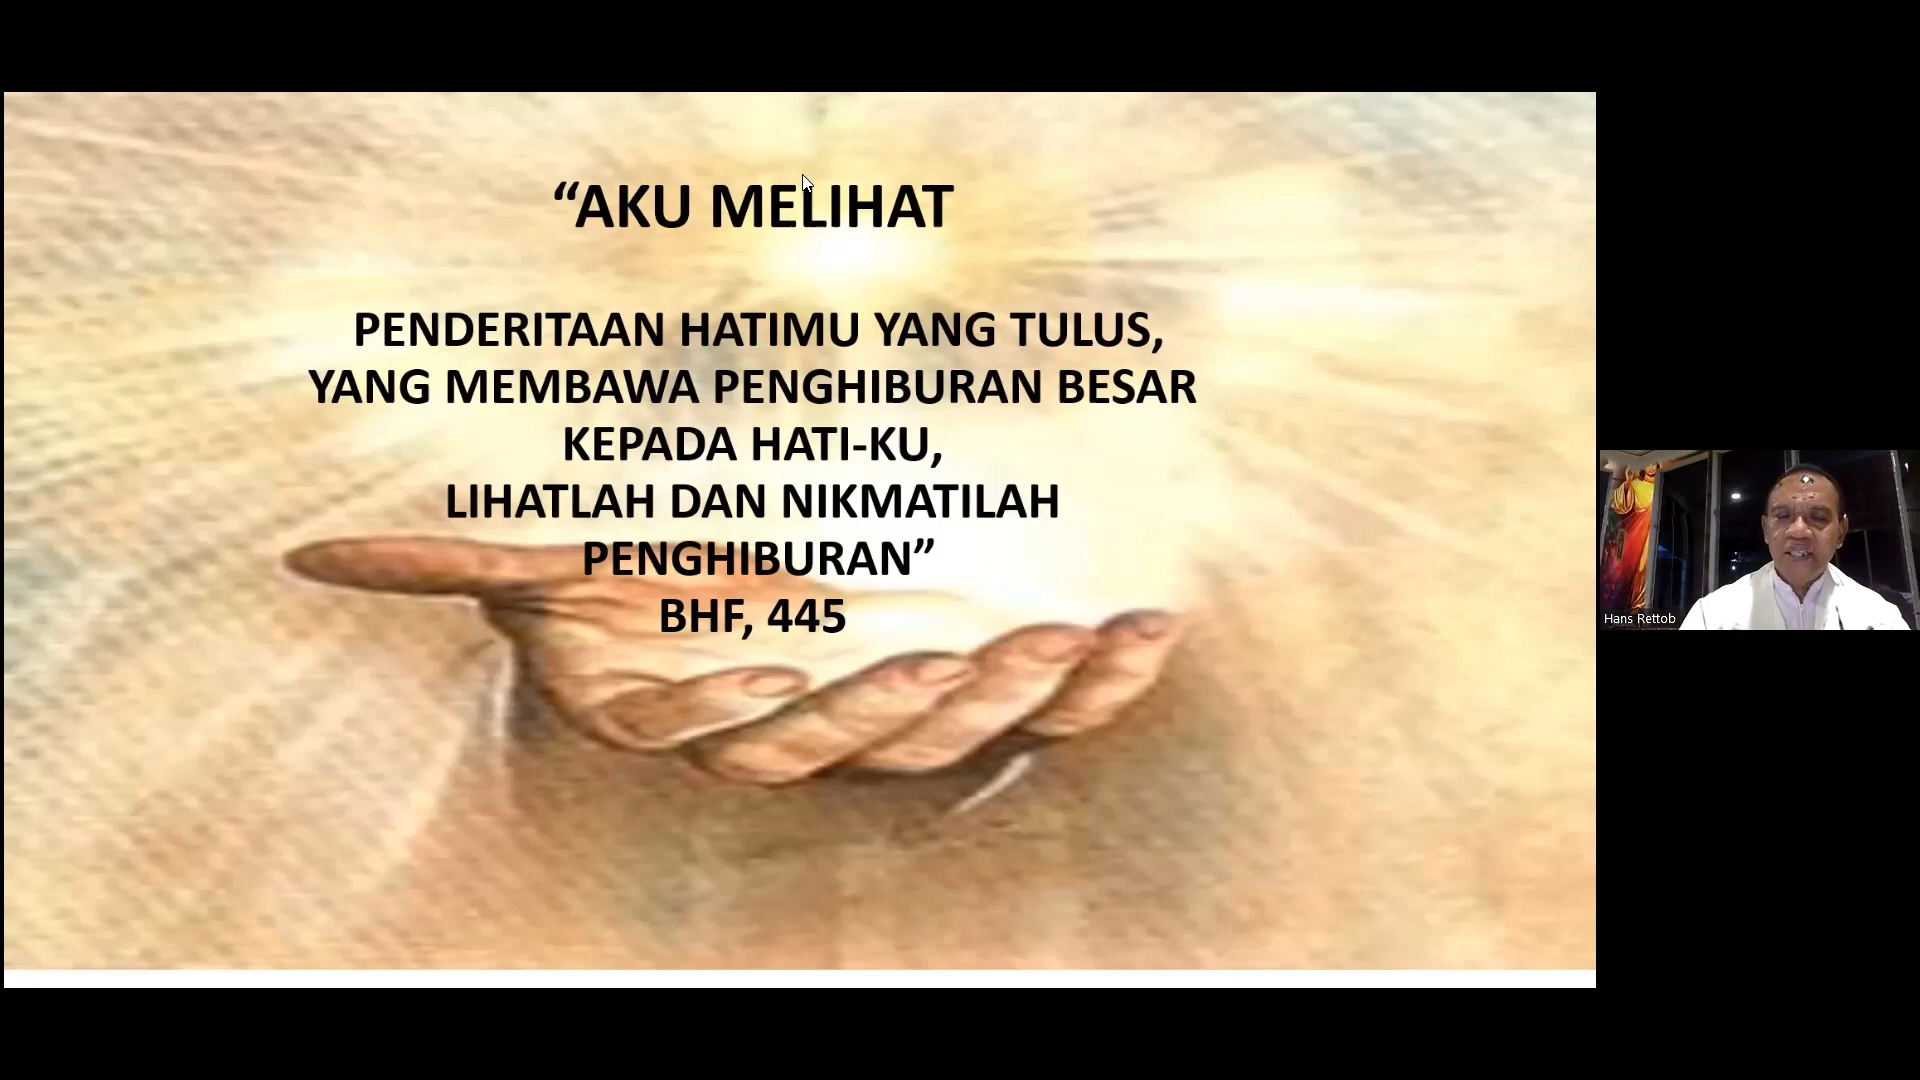 “AKU MELIHAT
PENDERITAAN HATIMU YANG TULUS,
YANG MEMBAWA PENGHIBURAN BESAR
KEPADA HATI-KU,
LIHATLAH DAN NIKMATILAH
PENGHIBURAN”
BHF, 445
Hans Rettob